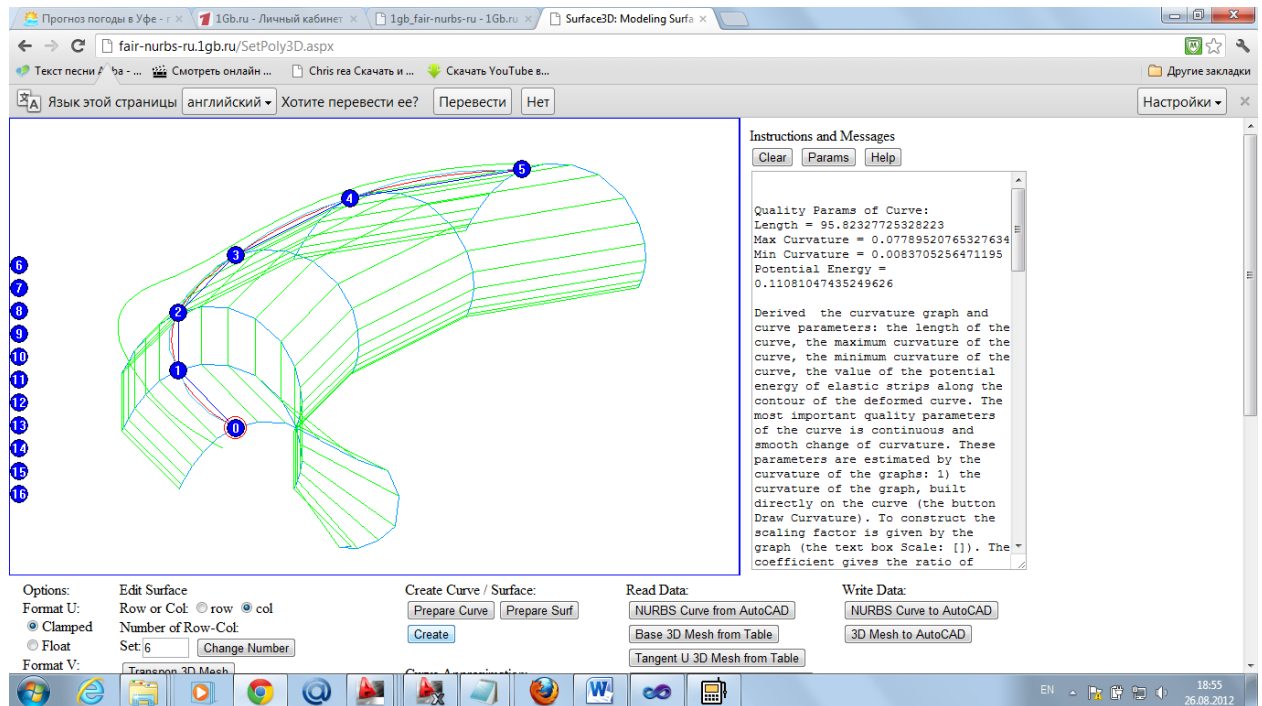 Прогноз погоды в Уфе - г
1Gb.ru - Личный кабинет
1gb_fair-nurbs-ru - 1Gb.ru
Surface3D: Modeling Surfa
fair-nurbs-ru.1gb.ru/SetPoly3D.aspx
Текст песни
Смотреть онлайн ...
Chris rea Скачать и ...
Скачать YouTube в...
Другие закладки
Язык этой страницы английский Хотите перевести ее? Перевести Нет
Настройки
Instructions and Messages
Clear Params Help
Quality Params of Curve:
Length = 95.82327725328223
Max Curvature = 0.07789520765327634
Min Curvature = 0.0083705256471195
Potential Energy =
0.11081047435249626
Derived the curvature graph and
curve parameters: the length of the
curve, the maximum curvature of the
curve, the minimum curvature of the
curve, the value of the potential
energy of elastic strips along the
contour of the deformed curve. The
most important quality parameters
of the curve is continuous and
smooth change of curvature. These
parameters are estimated by the
curvature of the graphs: 1) the
curvature of the graph, built
directly on the curve (the button
Draw Curvature). To construct the
scaling factor is given by the
graph (the text box Scale: []). The
coefficient gives the ratio of
5
4
3
2
1
0
6
7
8
9
10
11
12
13
14
15
16
Options:
Format U:
Clamped
Float
Format V:
Edit Surface
Row or Col: row col
Number of Row-Col:
Set: 6 Change Number
Transpon 3D Mesh
Create Curve / Surface:
Prepare Curve Prepare Surf
Create
Curve Approximation:
Read Data:
NURBS Curve from AutoCAD
Base 3D Mesh from Table
Tangent U 3D Mesh from Table
Write Data:
NURBS Curve to AutoCAD
3D Mesh to AutoCAD
EN
18:55
26.08.2012